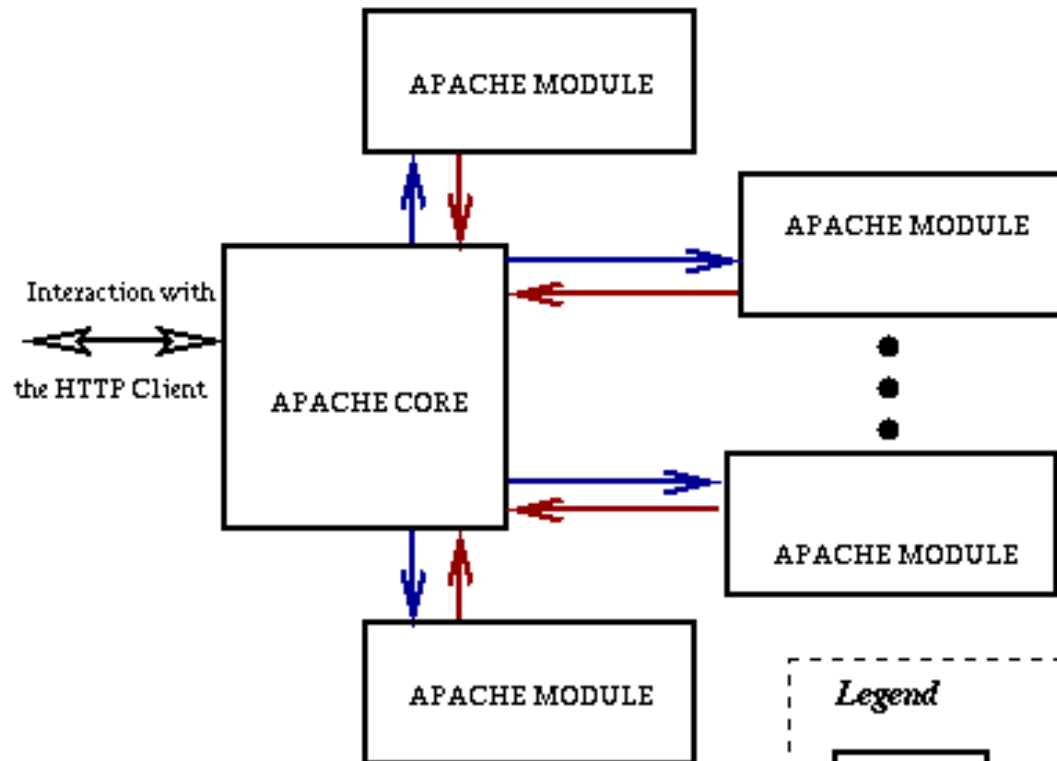 APACHE MODULE
APACHE MODULE
Interaction with
the HTTP Client
APACHE CORE
APACHE MODULE
APACHE MODULE
Legend